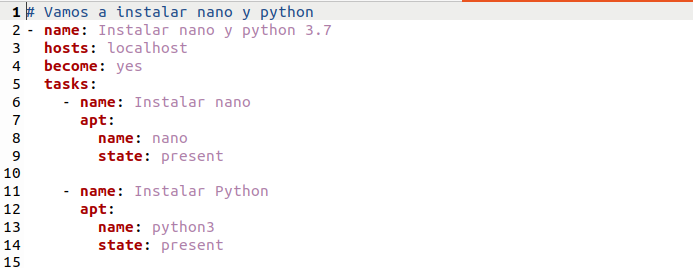 1 # Vamos a instalar nano y python
2 - name: Instalar nano y python 3.7
3   hosts: localhost
4   become: yes
5   tasks:
6     - name: Instalar nano
7       apt:
8         name: nano
9         state: present
10
11     - name: Instalar Python
12       apt:
13         name: python3
14         state: present
15